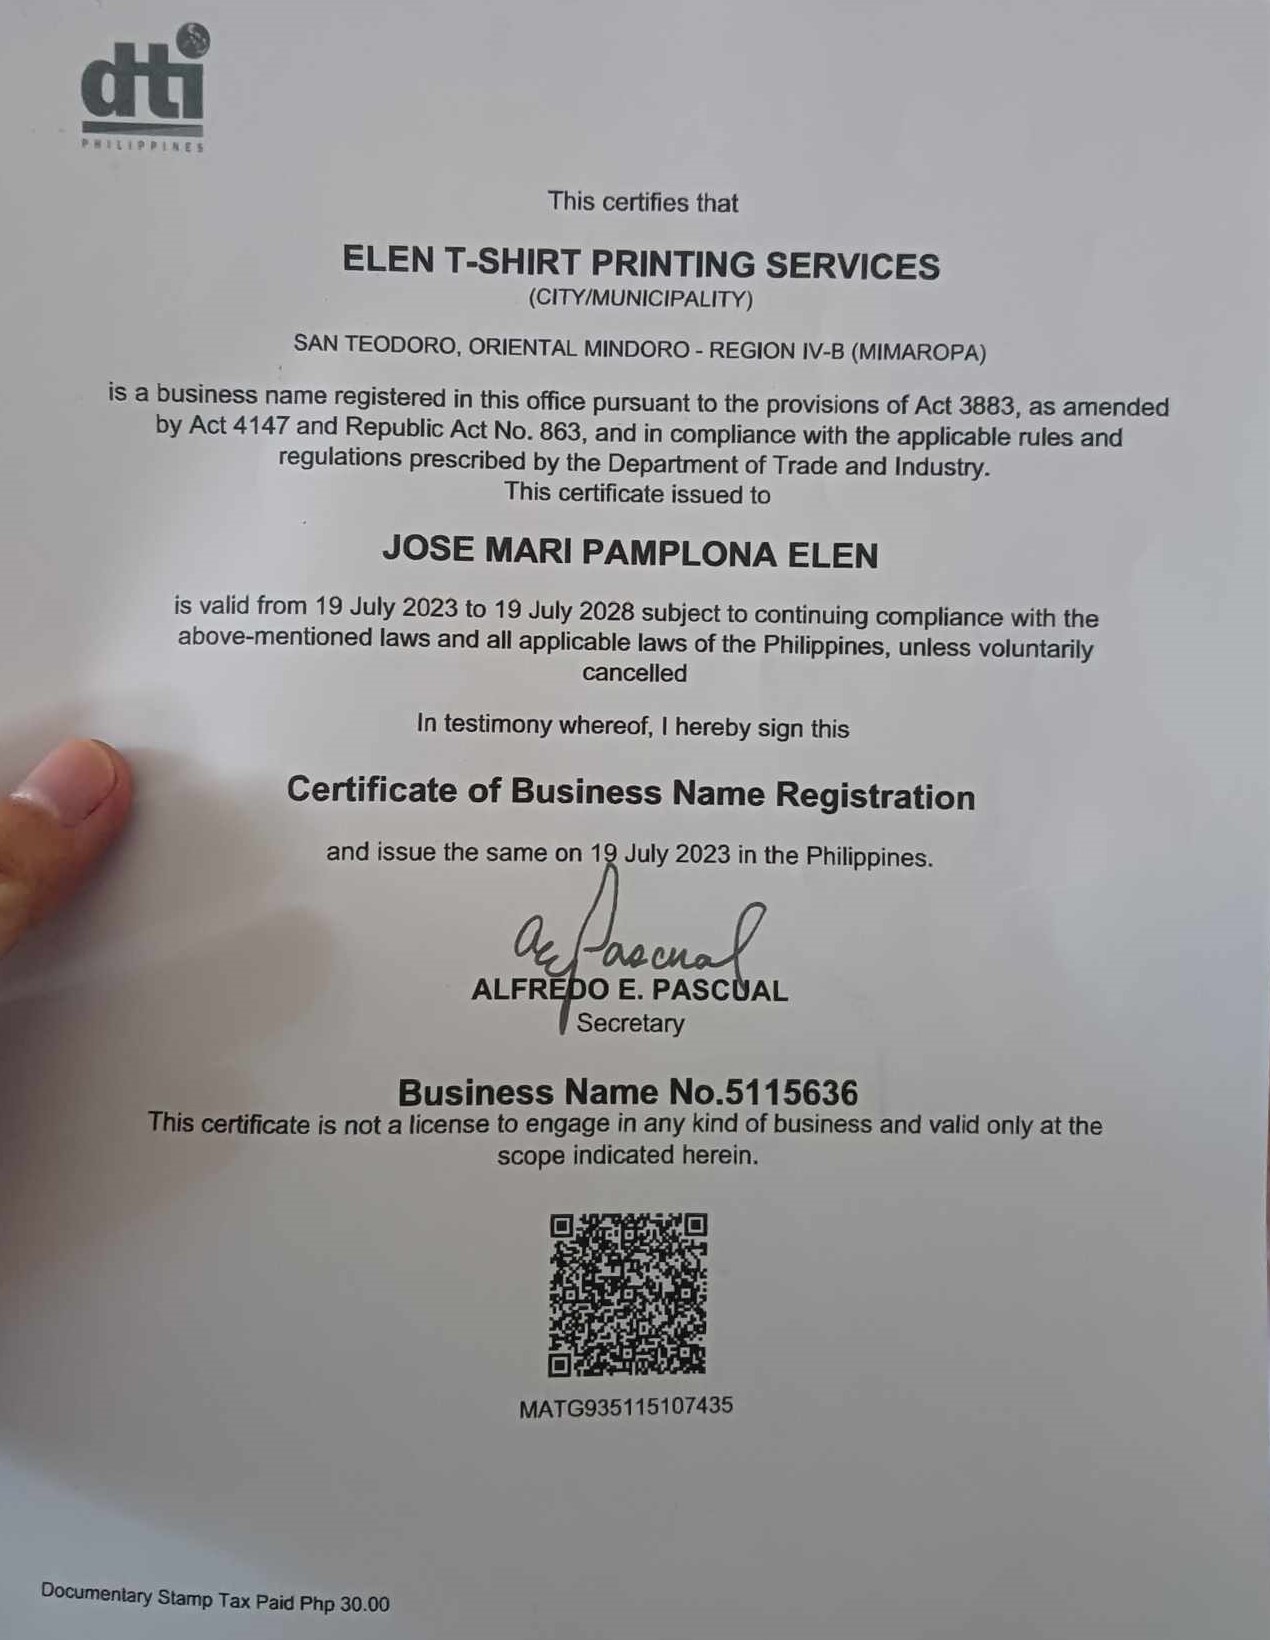 dti
PHILIPPINES
This certifies that
ELEN T-SHIRT PRINTING SERVICES
(CITY/MUNICIPALITY)
SAN TEODORO, ORIENTAL MINDORO - REGION IV-B (MIMAROPA)
is a business name registered in this office pursuant to the provisions of Act 3883, as amended
by Act 4147 and Republic Act No. 863, and in compliance with the applicable rules and
regulations prescribed by the Department of Trade and Industry.
This certificate issued to
JOSE MARI PAMPLONA ELEN
is valid from 19 July 2023 to 19 July 2028 subject to continuing compliance with the
above-mentioned laws and all applicable laws of the Philippines, unless voluntarily
cancelled
In testimony whereof, I hereby sign this
Certificate of Business Name Registration
and issue the same on 19 July 2023 in the Philippines.
aePascual
ALFREDO E. PASCUAL
Secretary
Business Name No.5115636
This certificate is not a license to engage in any kind of business and valid only at the
scope indicated herein.
MATG935115107435
Documentary Stamp Tax Paid Php 30.00